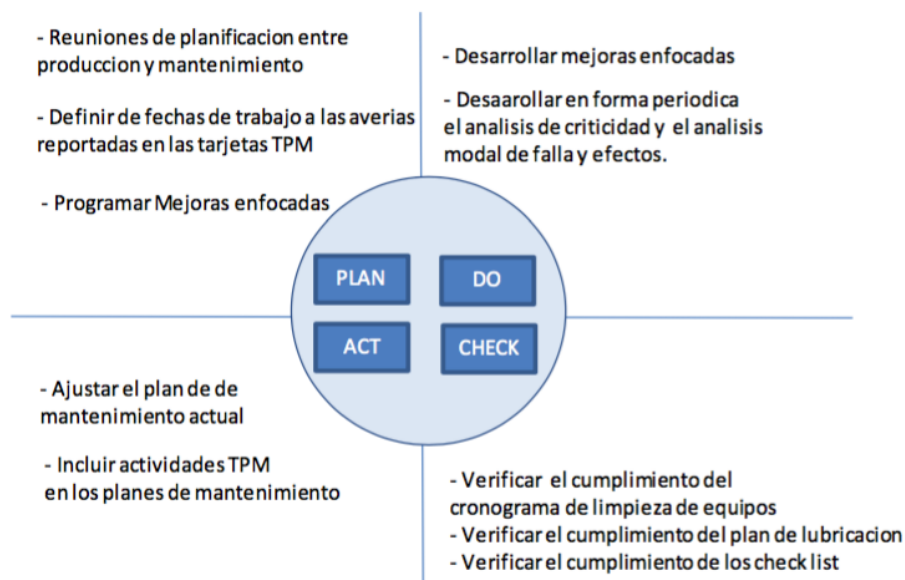 - Reuniones de planificacion entre
produccion y mantenimiento
- Definir de fechas de trabajo a las averias
reportadas en las tarjetas TPM
- Programar Mejoras enfocadas
- Desarrollar mejoras enfocadas
- Desaarollar en forma periodica
el analisis de criticidad y el analisis
modal de falla y efectos.
PLAN
DO
ACT
CHECK
- Ajustar el plan de de
mantenimiento actual
- Incluir actividades TPM
en los planes de mantenimiento
- Verificar el cumplimiento del
cronograma de limpieza de equipos
- Verificar el cumplimiento del plan de lubricacion
- Verificar el cumplimiento de los check list